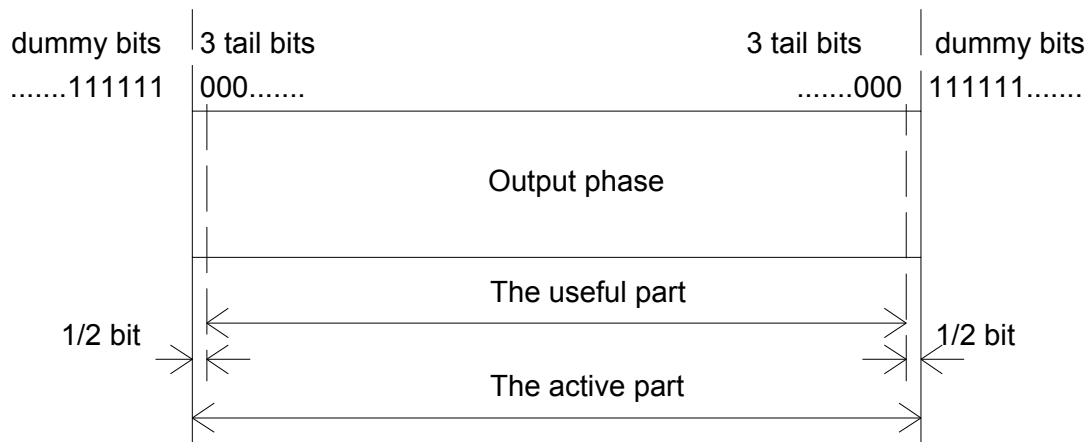 dummy bits 3 tail bits 3 tail bits dummy bits
.......111111 000....... .......000 111111.......
Output phase
The useful part
1/2 bit 1/2 bit
The active part